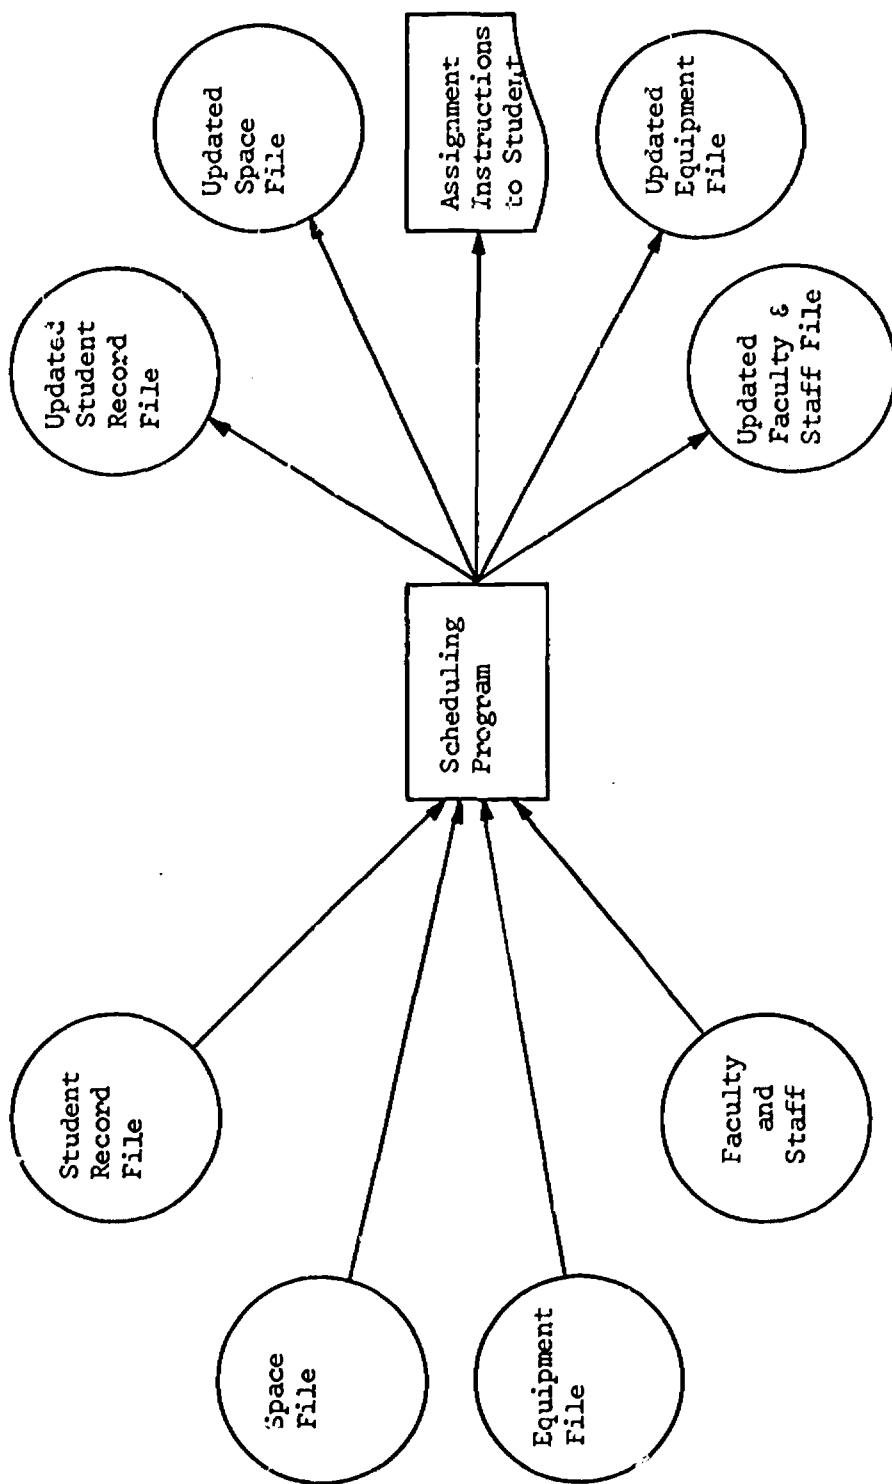 Student
Record
File
Space
File
Equipment
File
Faculty
and
Staff
Scheduling
Program
Updated
Student
Record
File
Updated
Space
File
Assignment
Instructions
to Student
Updated
Equipment
File
Updated
Faculty &
Staff File